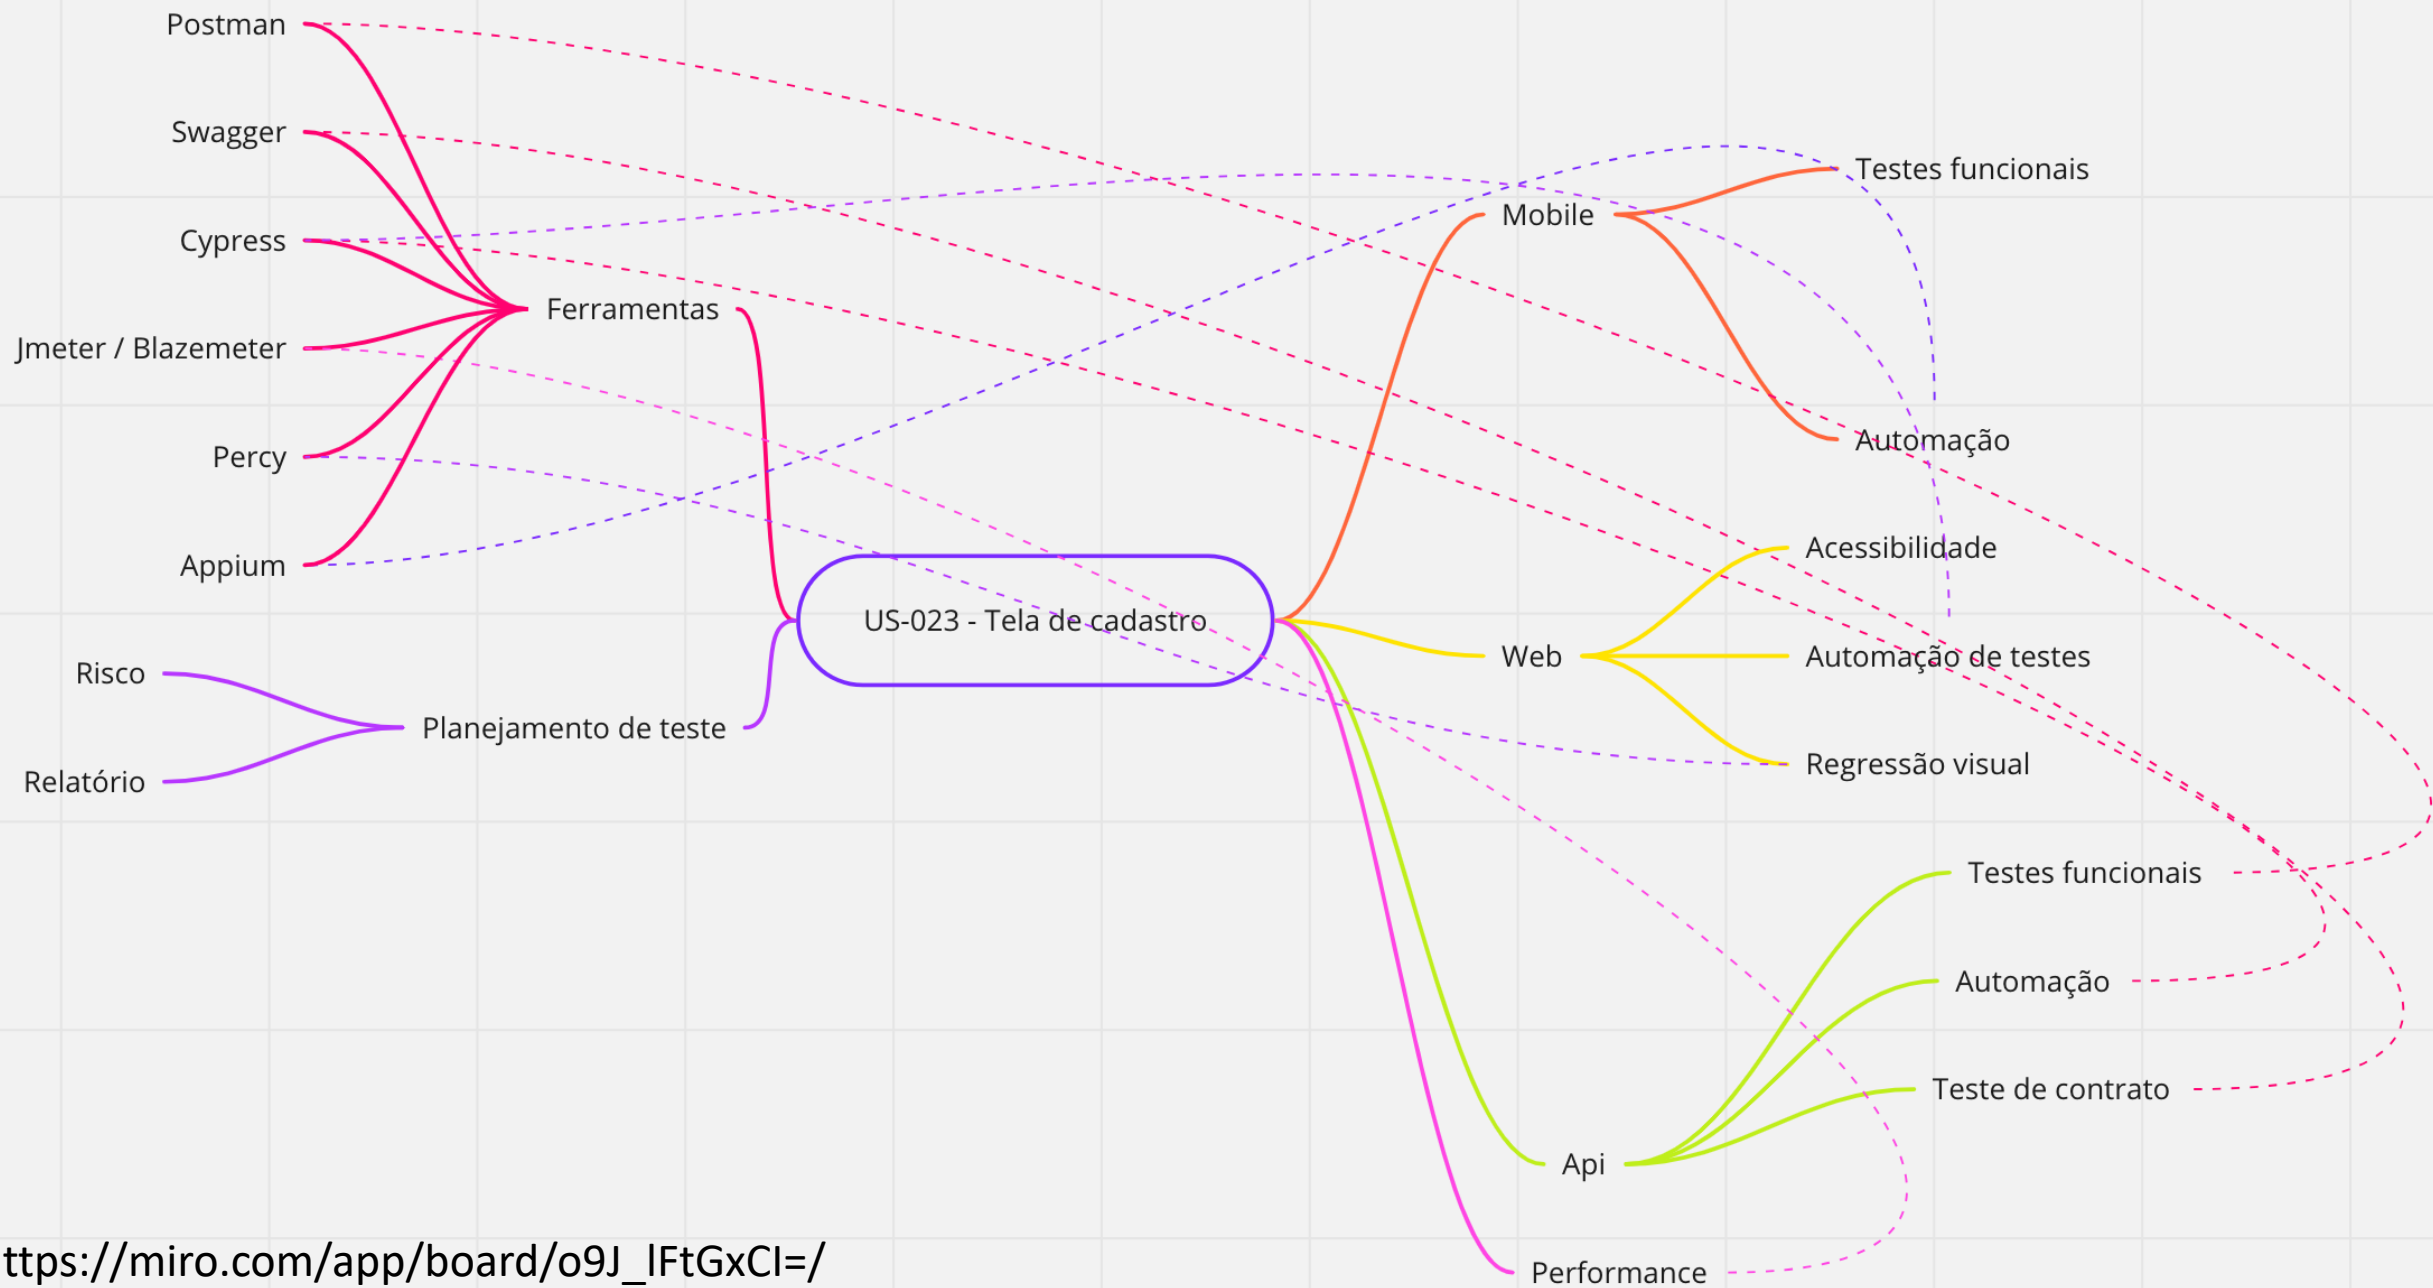 Postman
Swagger
Cypress
Jmeter / Blazemeter
Percy
Appium
Ferramentas
Risco
Relatório
Planejamento de teste
US-023 - Tela de cadastro
Mobile
Testes funcionais
Automação
Web
Acessibilidade
Automação de testes
Regressão visual
Api
Testes funcionais
Automação
Teste de contrato
Performance
ttps://miro.com/app/board/o9J_lFtGxCI=/